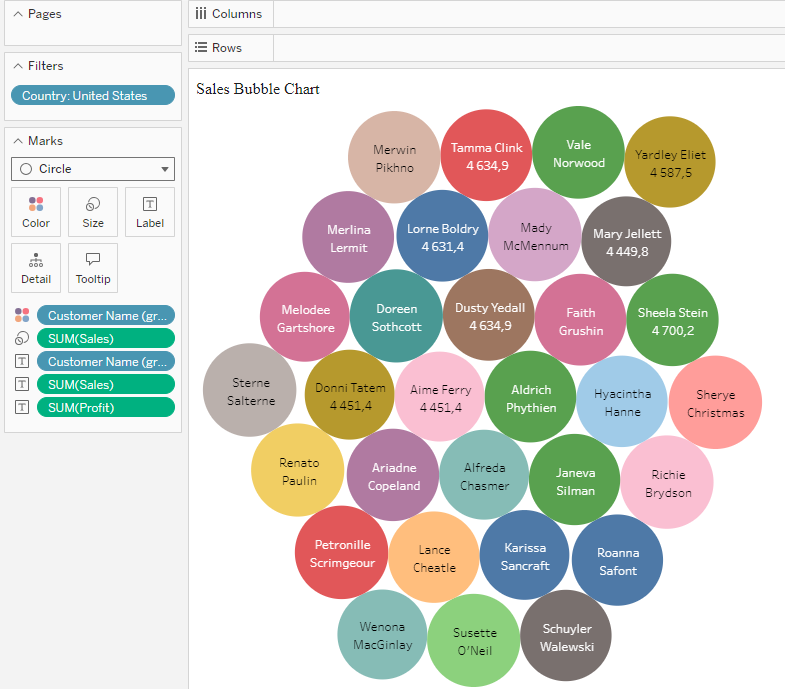 Pages
Columns
Rows
Filters
Country: United States
Marks
Circle
Color
Size
Label
Detail
Tooltip
Customer Name (gr...
SUM(Sales)
Customer Name (gr...
SUM(Sales)
SUM(Profit)
Sales Bubble Chart
Merwin
Pikhno
Tamma Clink
4 634,9
Vale
Norwood
Yardley Eliet
4 587,5
Merlina
Lermit
Lorne Boldry
4 631,4
Mady
McMennum
Mary Jellett
4 449,8
Melodee
Gartshore
Doreen
Sothcott
Dusty Yedall
4 634,9
Faith
Grushin
Sheela Stein
4 700,2
Sterne
Salterne
Donni Tatem
4 451,4
Aime Ferry
4 451,4
Aldrich
Phythien
Hyacintha
Hanne
Sherye
Christmas
Renato
Paulin
Ariadne
Copeland
Alfreda
Chasmer
Janeva
Silman
Richie
Brydson
Petronille
Scrimgeour
Lance
Cheatle
Karissa
Sancraft
Roanna
Safont
Wenona
MacGinlay
Susette
O'Neil
Schuyler
Walewski